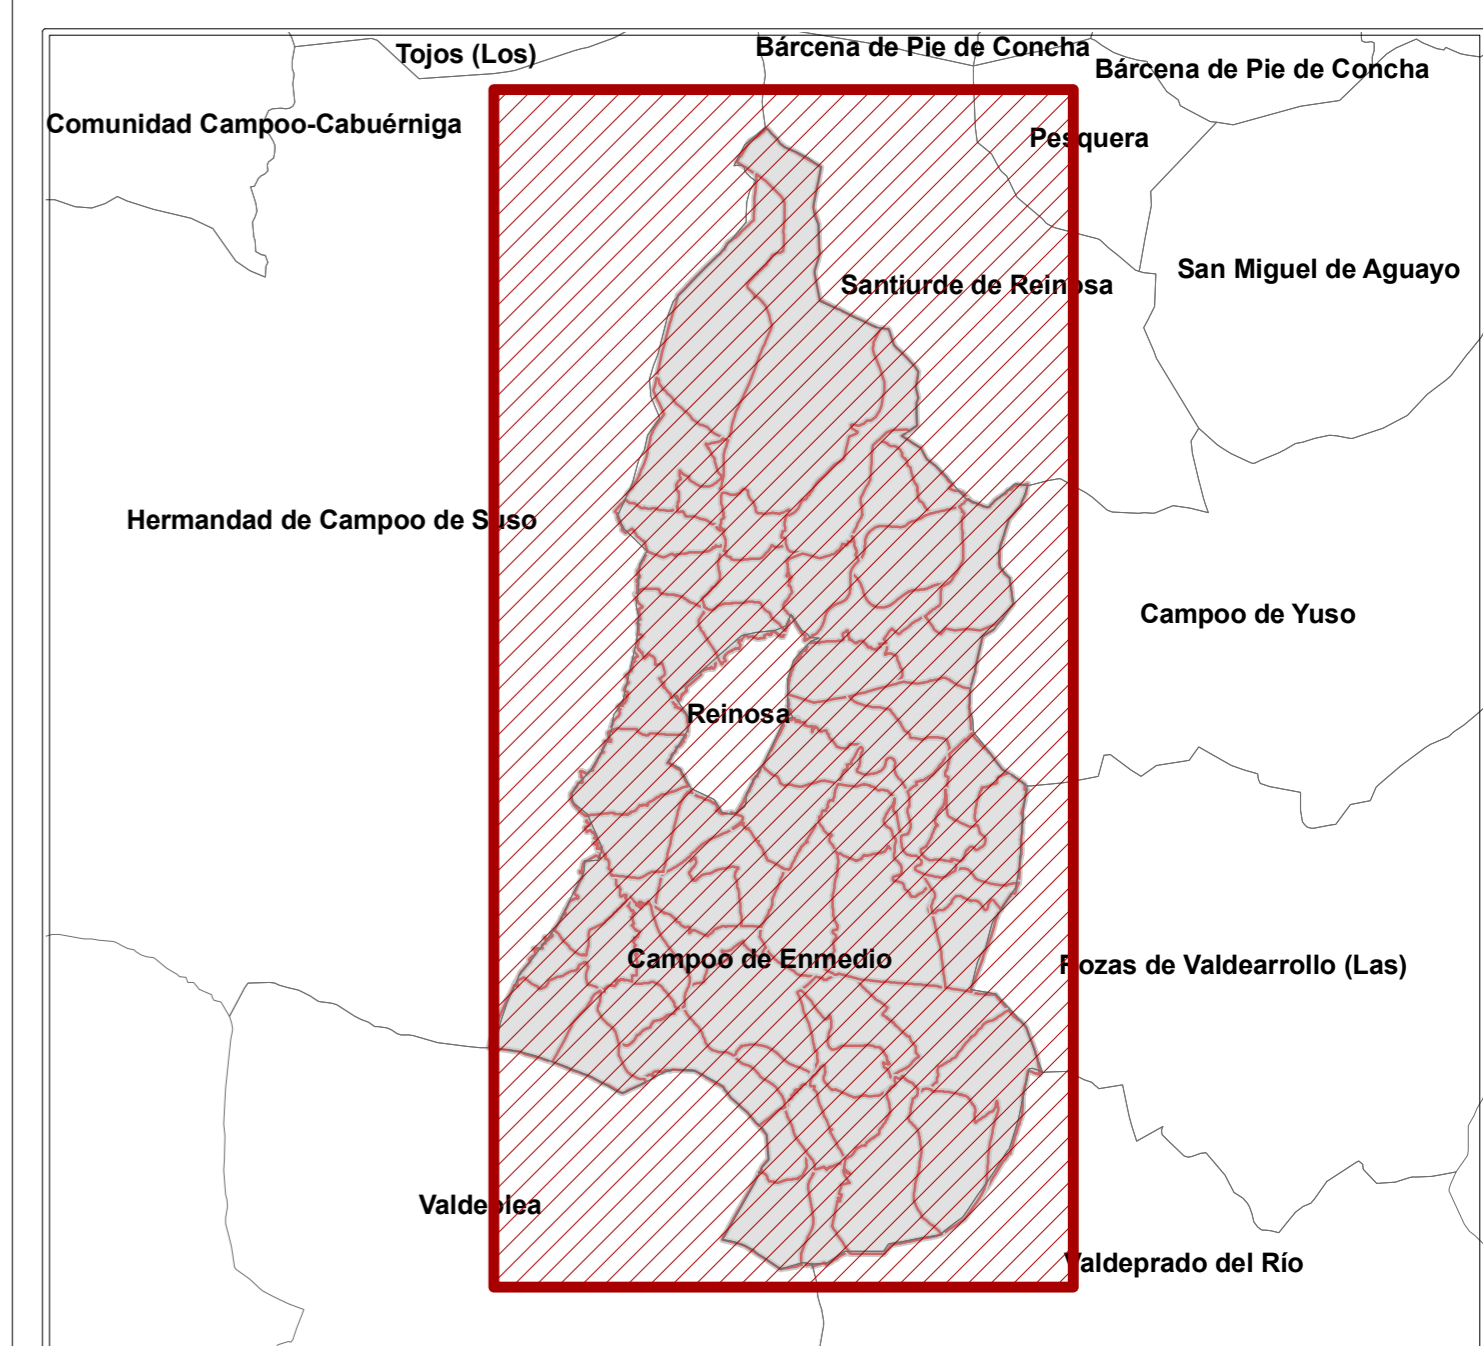 Tojos (Los)
Bárcena de Pie de Concha
Bárcena de Pie de Concha
Comunidad Campoo-Cabuérniga
Pesquera
San Miguel de Aguayo
Santiurde de Reinosa
Hermandad de Campoo de Suso
Campoo de Yuso
Reinosa
Campoo de Enmedio
Rozas de Valdearrollo (Las)
Valdeolea
Valdeprado del Río